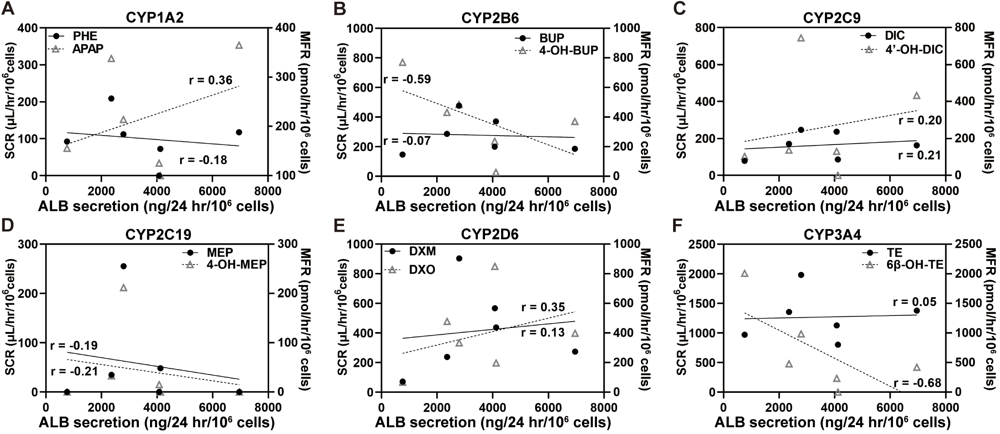 A
CYP1A2
PHE
APAP
r = 0.36
r = -0.18
400
300
200
100
0
400
300
200
100
0
2000
4000
6000
8000
SCR (μL/hr/10⁶cells)
MFR (pmol/hr/10⁶ cells)
ALB secretion (ng/24 hr/10⁶ cells)
B
CYP2B6
BUP
4-OH-BUP
r = -0.59
r = -0.07
1000
800
600
400
200
0
1000
800
600
400
200
0
0
2000
4000
6000
8000
SCR (μL/hr/10⁶cells)
MFR (pmol/hr/10⁶ cells)
ALB secretion (ng/24 hr/10⁶ cells)
C
CYP2C9
DIC
4’-OH-DIC
r = 0.20
r = 0.21
800
600
400
200
0
800
600
400
200
0
0
2000
4000
6000
8000
SCR (μL/hr/10⁶cells)
MFR (pmol/hr/10⁶ cells)
ALB secretion (ng/24 hr/10⁶ cells)
D
CYP2C19
MEP
4-OH-MEP
r = -0.19
r = -0.21
300
200
100
0
300
200
100
0
0
2000
4000
6000
8000
SCR (μL/hr/10⁶cells)
MFR (pmol/hr/10⁶ cells)
ALB secretion (ng/24 hr/10⁶ cells)
E
CYP2D6
DXM
DXO
r = 0.35
r = 0.13
1000
800
600
400
200
0
1000
800
600
400
200
0
0
2000
4000
6000
8000
SCR (μL/hr/10⁶cells)
MFR (pmol/hr/10⁶ cells)
ALB secretion (ng/24 hr/10⁶ cells)
F
CYP3A4
TE
6β-OH-TE
r = 0.05
r = -0.68
2500
2000
1500
1000
500
0
2500
2000
1500
1000
500
0
0
2000
4000
6000
8000
SCR (μL/hr/10⁶cells)
MFR (pmol/hr/10⁶ cells)
ALB secretion (ng/24 hr/10⁶ cells)